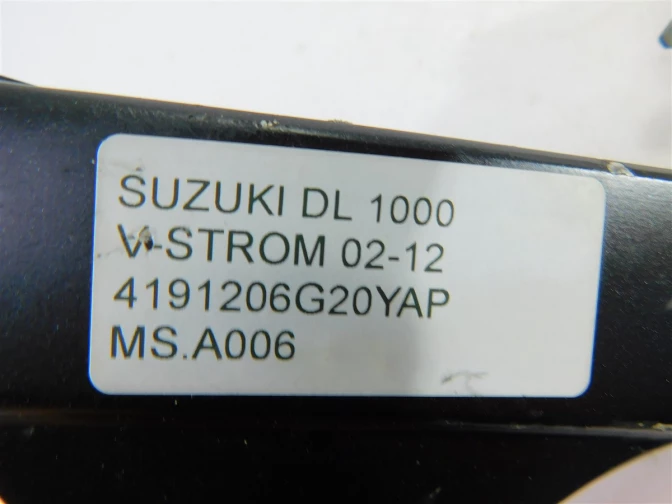 SUZUKI DL 1000
V-STROM 02-12
4191206G20YAP
MS.A006